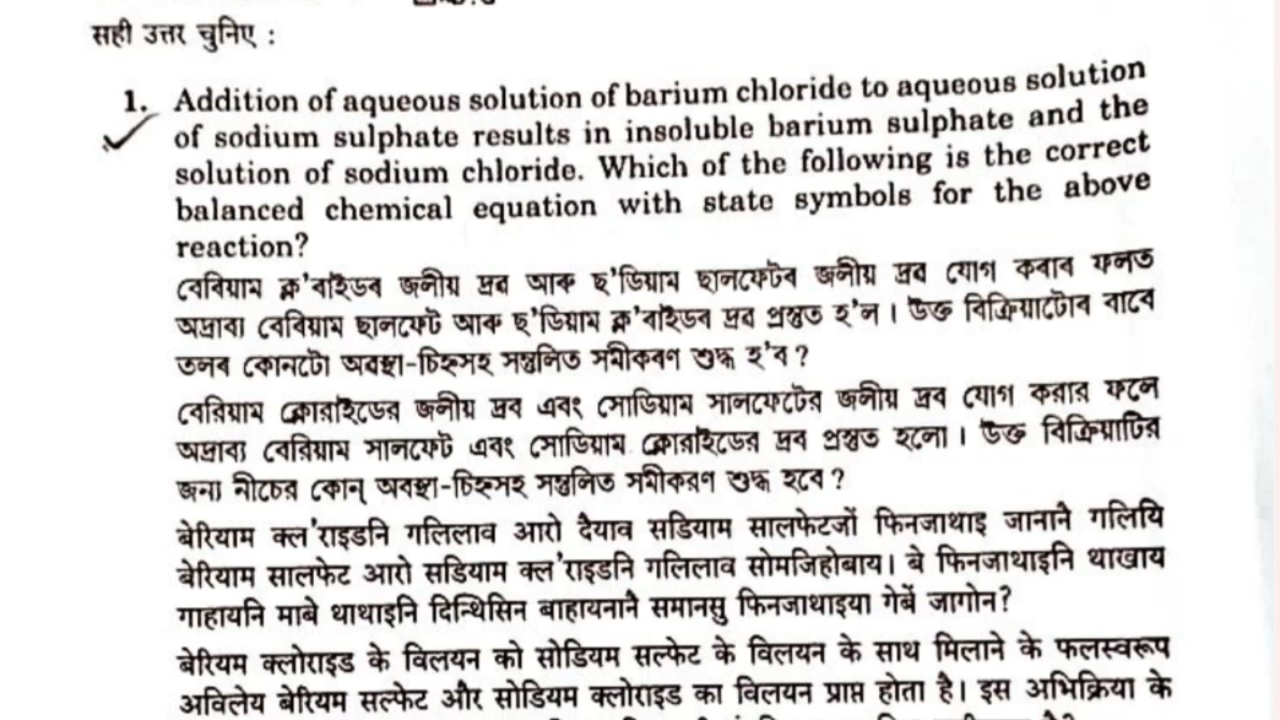 सही उत्तर चुनिए :
1. Addition of aqueous solution of barium chloride to aqueous solution
of sodium sulphate results in insoluble barium sulphate and the
solution of sodium chloride. Which of the following is the correct
balanced chemical equation with state symbols for the above
reaction?
বেৰিয়াম ক্ল'ৰাইডৰ জলীয় দ্ৰৱ আৰু ছ'ডিয়াম ছালফেটৰ জলীয় দ্ৰৱ যোগ কৰাৰ ফলত
অদ্ৰাব্য বেৰিয়াম ছালফেট আৰু ছ'ডিয়াম ক্ল'ৰাইডৰ দ্ৰৱ প্ৰস্তুত হ'ল । উক্ত বিক্ৰিয়াটোৰ বাবে
তলৰ কোনটো অৱস্থা-চিহ্নসহ সন্তুলিত সমীকৰণ শুদ্ধ হ'ব ?
বেরিয়াম ক্লোরাইডের জলীয় দ্রব এবং সোডিয়াম সালফেটের জলীয় দ্রব যোগ করার ফলে
অদ্রাব্য বেরিয়াম সালফেট এবং সোডিয়াম ক্লোরাইডের দ্রব প্রস্তুত হলো । উক্ত বিক্রিয়াটির
জন্য নীচের কোন্ অবস্থা-চিহ্নসহ সন্তুলিত সমীকরণ শুদ্ধ হবে ?
बेरियाम क्ल'राइडनि गलिलाव आरो दैयाव सडियाम सालफेटजों फिनजाथाइ जानानै गलियि
बेरियाम सालफेट आरो सडियाम क्ल'राइडनि गलिलाव सोमजिहोबाय। बे फिनजाथाइनि थाखाय
गाहायनि माबे थाथाइनि दिन्थिसिन बाहायनानै समानसु फिनजाथाइया गेबें जागोन?
बेरियम क्लोराइड के विलयन को सोडियम सल्फेट के विलयन के साथ मिलाने के फलस्वरूप
अविलेय बेरियम सल्फेट और सोडियम क्लोराइड का विलयन प्राप्त होता है। इस अभिक्रिया के